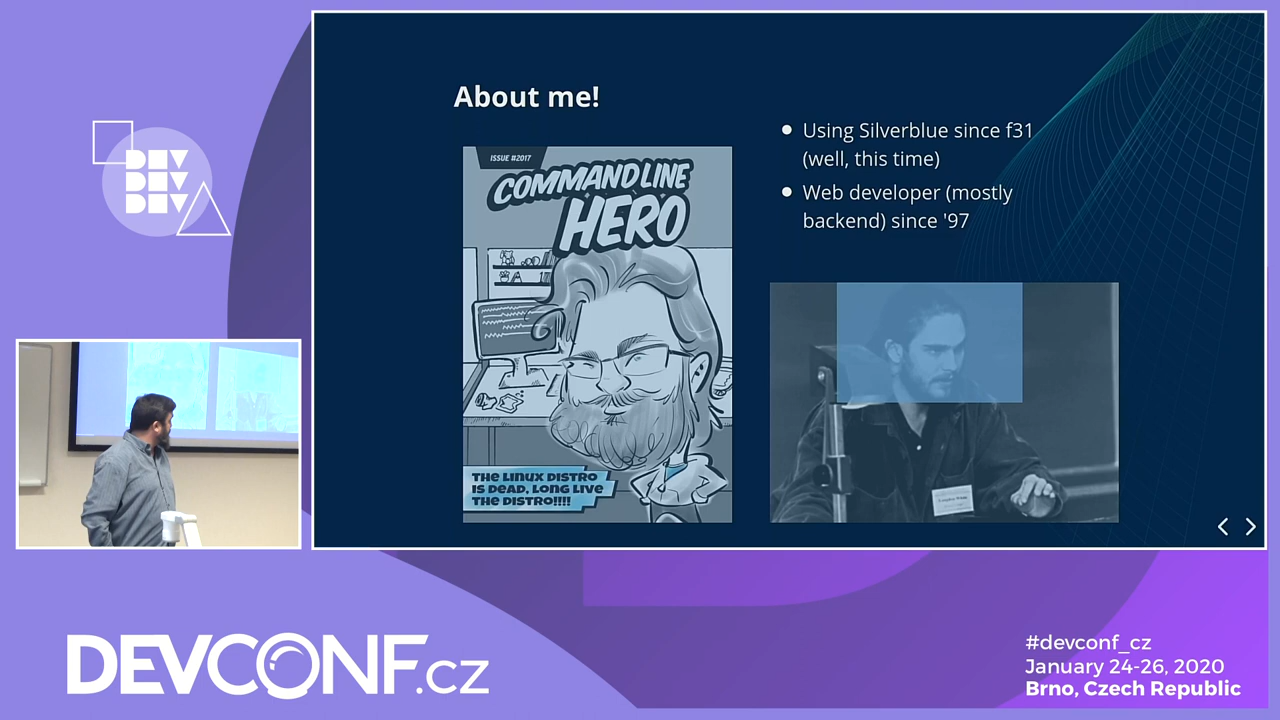 DEV
DEV
DEV
About me!
Using Silverblue since f31
(well, this time)
Web developer (mostly
backend) since '97
ISSUE #2017
COMMAND LINE
HERO
THE LINUX DISTRO
IS DEAD, LONG LIVE
THE DISTRO!!!!
DEVCONF.cz
#devconf_cz
January 24-26, 2020
Brno, Czech Republic